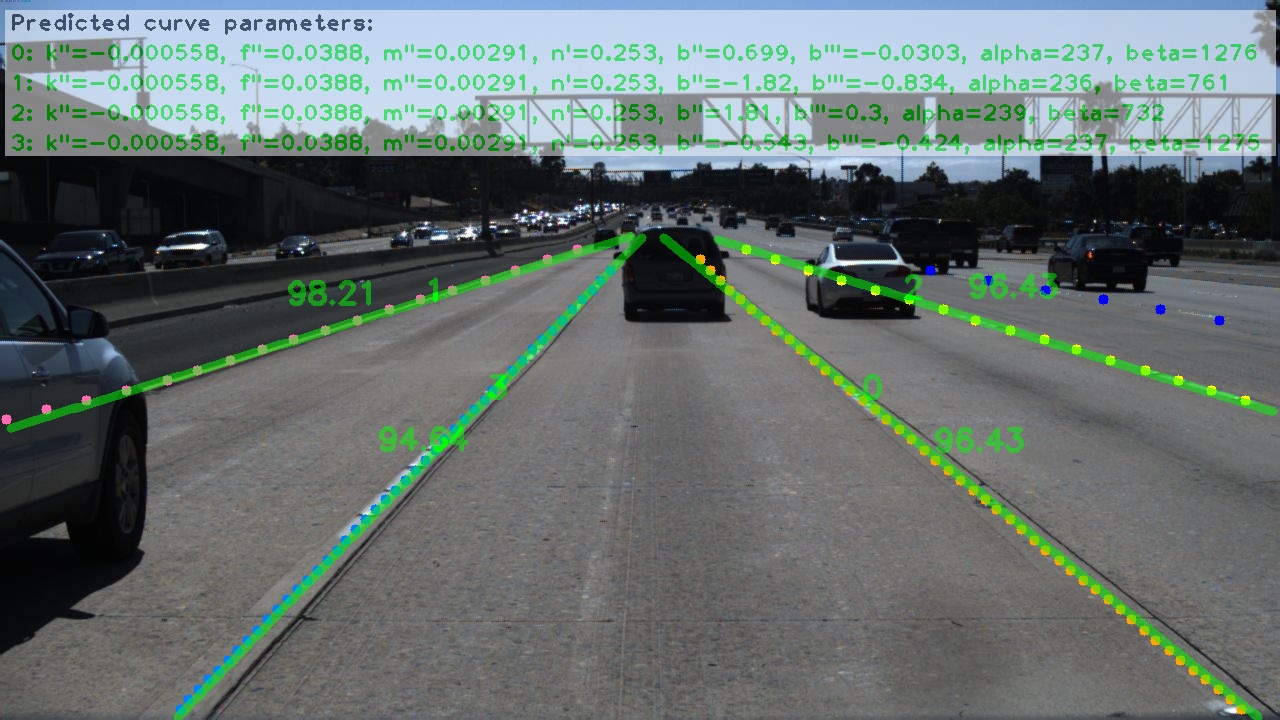 Predicted curve parameters:
0: k"=-0.000558, f"=0.0388, m"=0.00291, n'=0.253, b"=0.699, b'''=-0.0303, alpha=237, beta=1276
1: k"=-0.000558, f"=0.0388, m"=0.00291, n'=0.253, b"=-1.82, b'''=-0.834, alpha=236, beta=761
2: k"=-0.000558, f"=0.0388, m"=0.00291, n'=0.253, b"=1.81, b'''=0.3, alpha=239, beta=732
3: k"=-0.000558, f"=0.0388, m"=0.00291, n'=0.253, b"=-0.543, b'''=-0.424, alpha=237, beta=1275
98.21 1 2 96.43
3 0
94.64 96.43